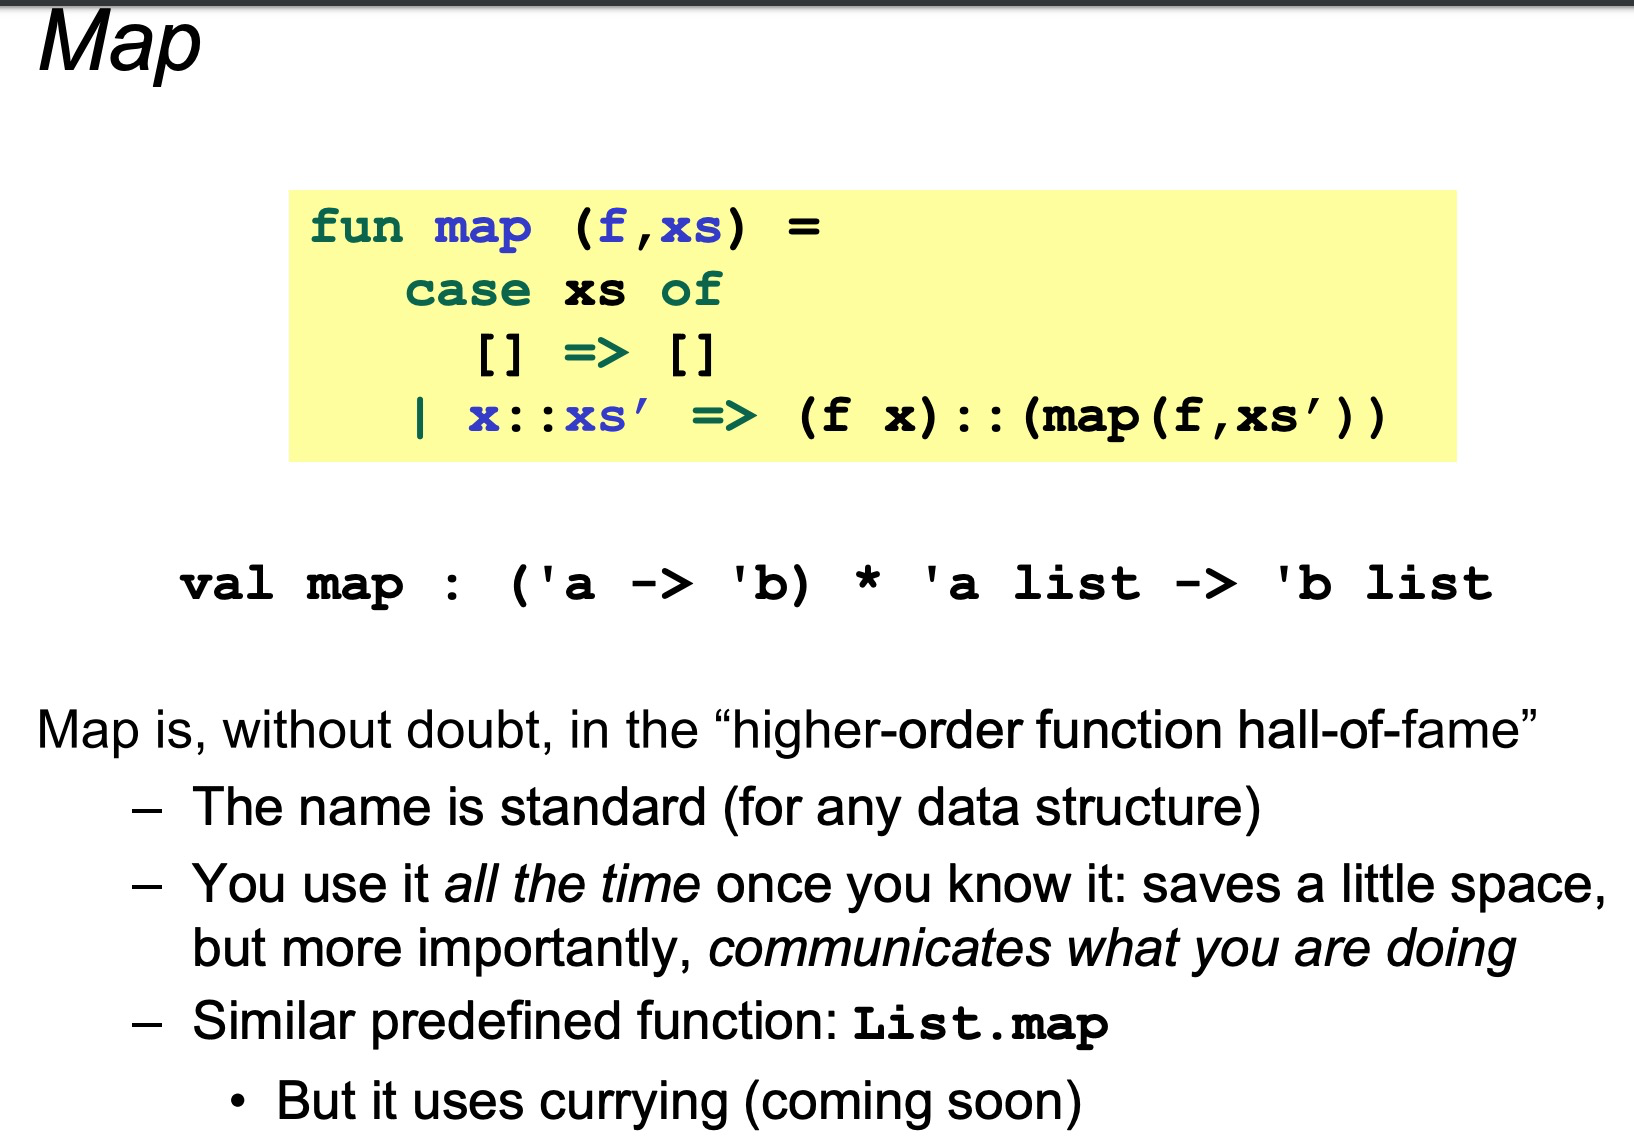 Map
fun map (f,xs) =
case xs of
[] => []
| x::xs’ => (f x)::(map(f,xs’))
val map : ('a -> 'b) * 'a list -> 'b list
Map is, without doubt, in the “higher-order function hall-of-fame”
– The name is standard (for any data structure)
– You use it all the time once you know it: saves a little space,
but more importantly, communicates what you are doing
– Similar predefined function: List.map
• But it uses currying (coming soon)